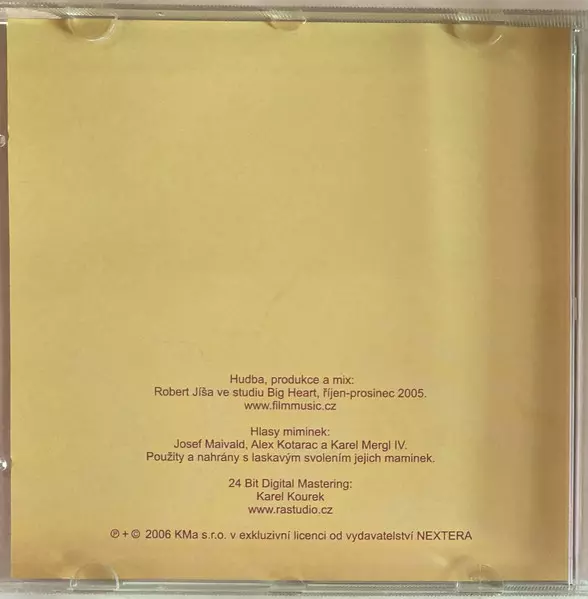 Hudba, produkce a mix:
Robert Jíša ve studiu Big Heart, říjen-prosinec 2005.
www.filmmusic.cz
Hlasy miminek:
Josef Maivald, Alex Kotarac a Karel Mergl IV.
Použity a nahrány s laskavým svolením jejich maminek.
24 Bit Digital Mastering:
Karel Kourek
www.rastudio.cz
℗ + © 2006 KMa s.r.o. v exkluzivní licenci od vydavatelství NEXTERA